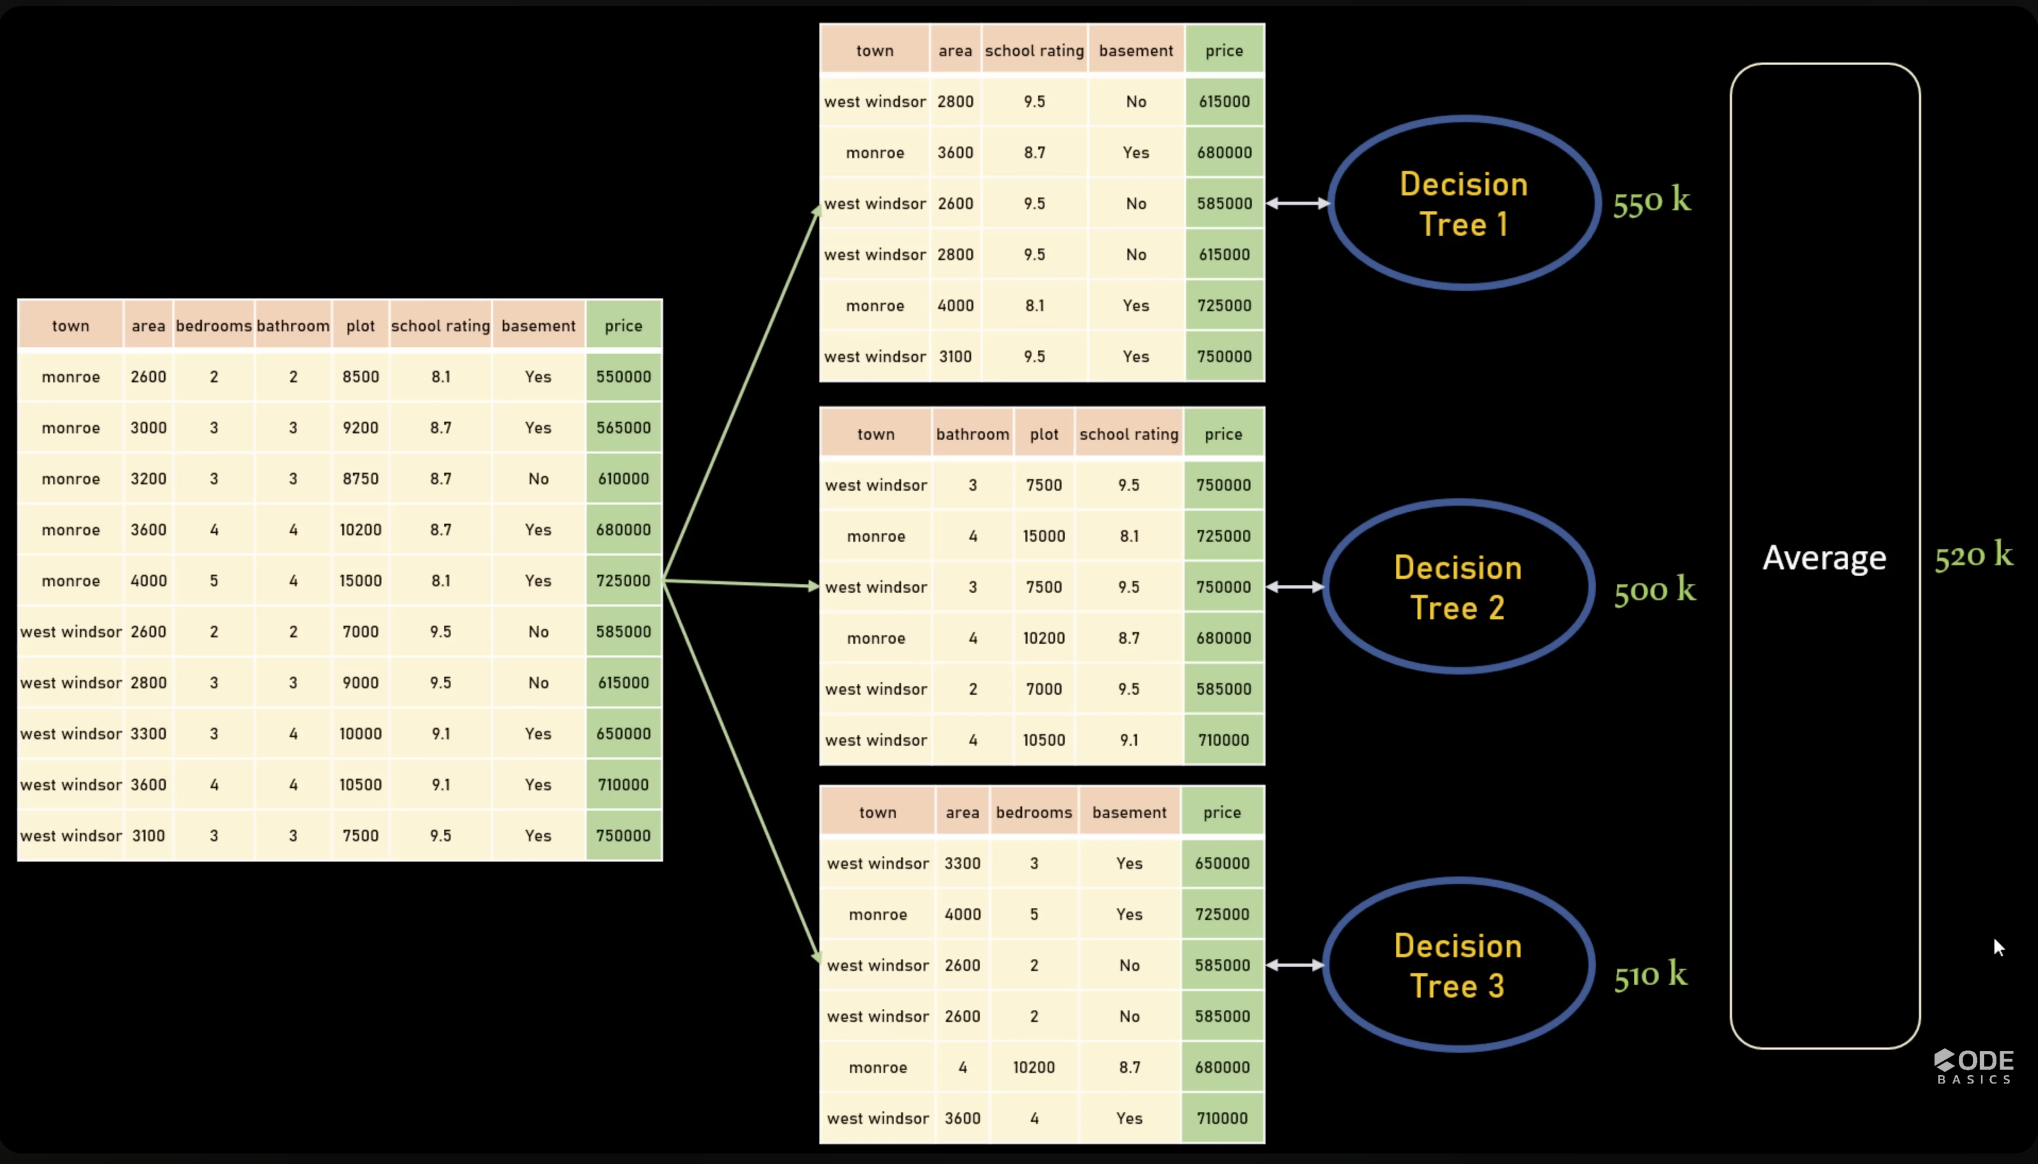 town area bedrooms bathroom plot school rating basement price
monroe 2600 2 2 8500 8.1 Yes 550000
monroe 3000 3 3 9200 8.7 Yes 565000
monroe 3200 3 3 8750 8.7 No 610000
monroe 3600 4 4 10200 8.7 Yes 680000
monroe 4000 5 4 15000 8.1 Yes 725000
west windsor 2600 2 2 7000 9.5 No 585000
west windsor 2800 3 3 9000 9.5 No 615000
west windsor 3300 3 4 10000 9.1 Yes 650000
west windsor 3600 4 4 10500 9.1 Yes 710000
west windsor 3100 3 3 7500 9.5 Yes 750000
town area school rating basement price
west windsor 2800 9.5 No 615000
monroe 3600 8.7 Yes 680000
west windsor 2600 9.5 No 585000
west windsor 2800 9.5 No 615000
monroe 4000 8.1 Yes 725000
west windsor 3100 9.5 Yes 750000
Decision
Tree 1
550 k
town bathroom plot school rating price
west windsor 3 7500 9.5 750000
monroe 4 15000 8.1 725000
west windsor 3 7500 9.5 750000
monroe 4 10200 8.7 680000
west windsor 2 7000 9.5 585000
west windsor 4 10500 9.1 710000
Decision
Tree 2
500 k
town area bedrooms basement price
west windsor 3300 3 Yes 650000
monroe 4000 5 Yes 725000
west windsor 2600 2 No 585000
west windsor 2600 2 No 585000
monroe 4 10200 8.7 680000
west windsor 3600 4 Yes 710000
Decision
Tree 3
510 k
Average
520 k
CODE
BASICS